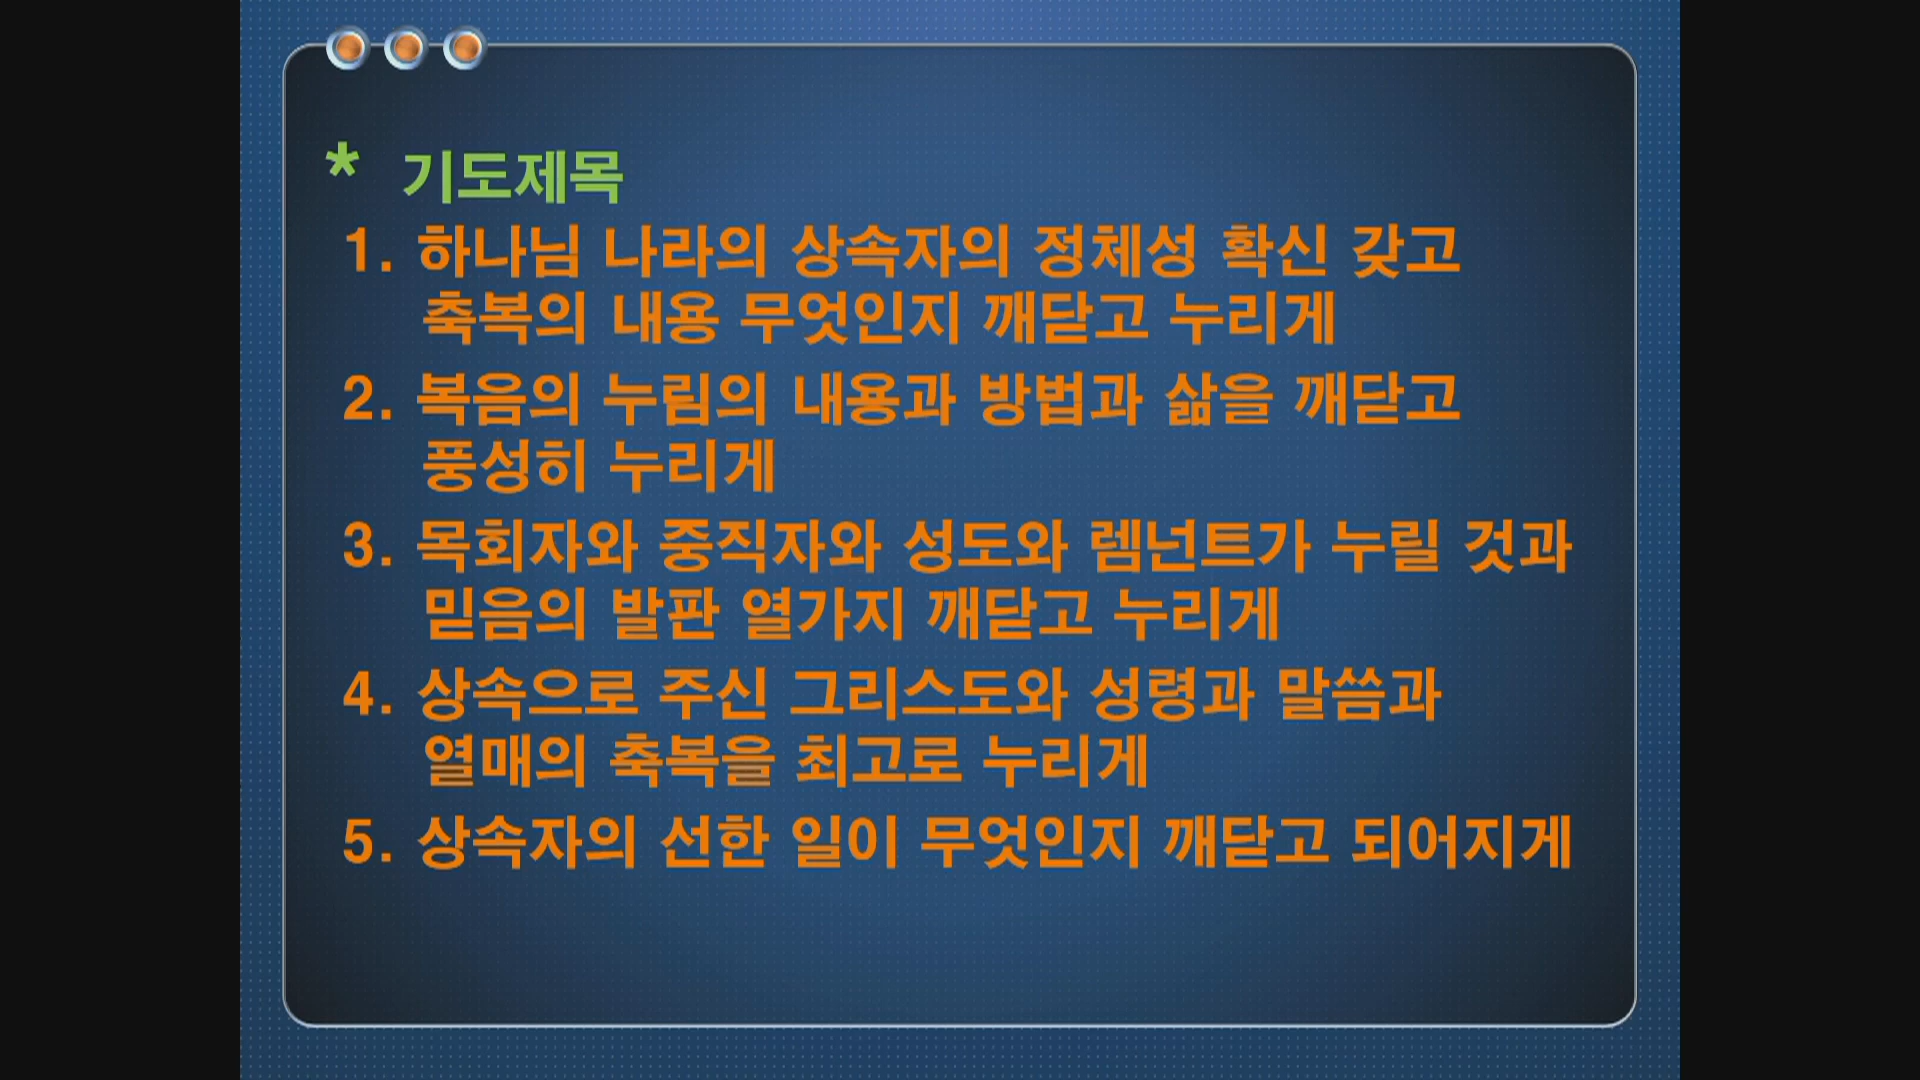 * 기도제목
1. 하나님 나라의 상속자의 정체성 확신 갖고
축복의 내용 무엇인지 깨닫고 누리게
2. 복음의 누림의 내용과 방법과 삶을 깨닫고
풍성히 누리게
3. 목회자와 중직자와 성도와 렘넌트가 누릴 것과
믿음의 발판 열가지 깨닫고 누리게
4. 상속으로 주신 그리스도와 성령과 말씀과
열매의 축복을 최고로 누리게
5. 상속자의 선한 일이 무엇인지 깨닫고 되어지게